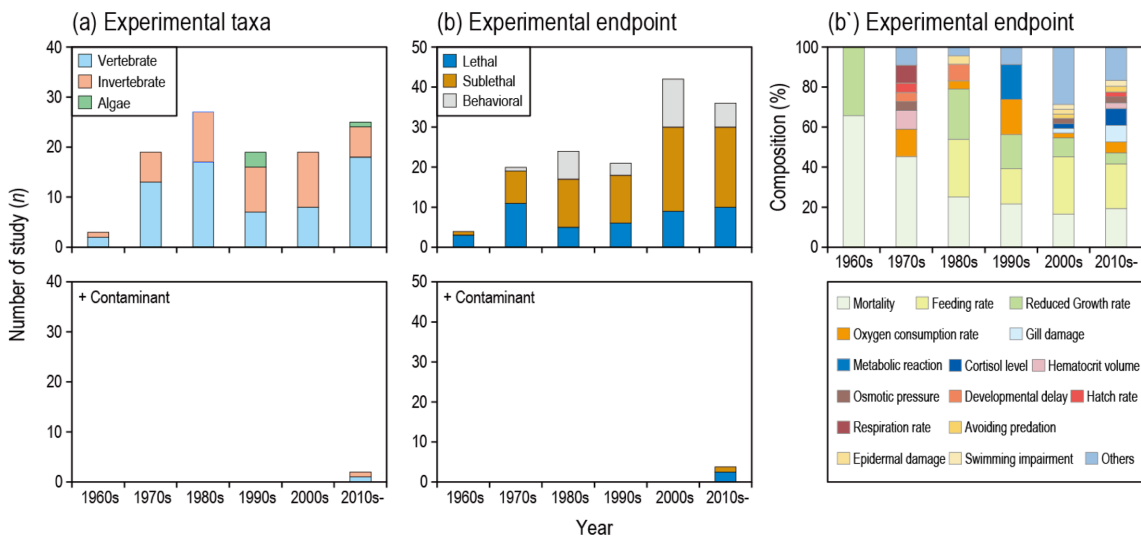 (a) Experimental taxa
(b) Experimental endpoint
(b`) Experimental endpoint
Number of study (n)
40
30
20
10
0
Vertebrate
Invertebrate
Algae
50
40
30
20
10
0
Lethal
Sublethal
Behavioral
Composition (%)
100
80
60
40
20
0
1960s 1970s 1980s 1990s 2000s 2010s-
40
30
20
10
0
+ Contaminant
1960s 1970s 1980s 1990s 2000s 2010s-
50
40
30
20
10
0
+ Contaminant
1960s 1970s 1980s 1990s 2000s 2010s-
Year
Mortality Feeding rate Reduced Growth rate
Oxygen consumption rate Gill damage
Metabolic reaction Cortisol level Hematocrit volume
Osmotic pressure Developmental delay Hatch rate
Respiration rate Avoiding predation
Epidermal damage Swimming impairment Others